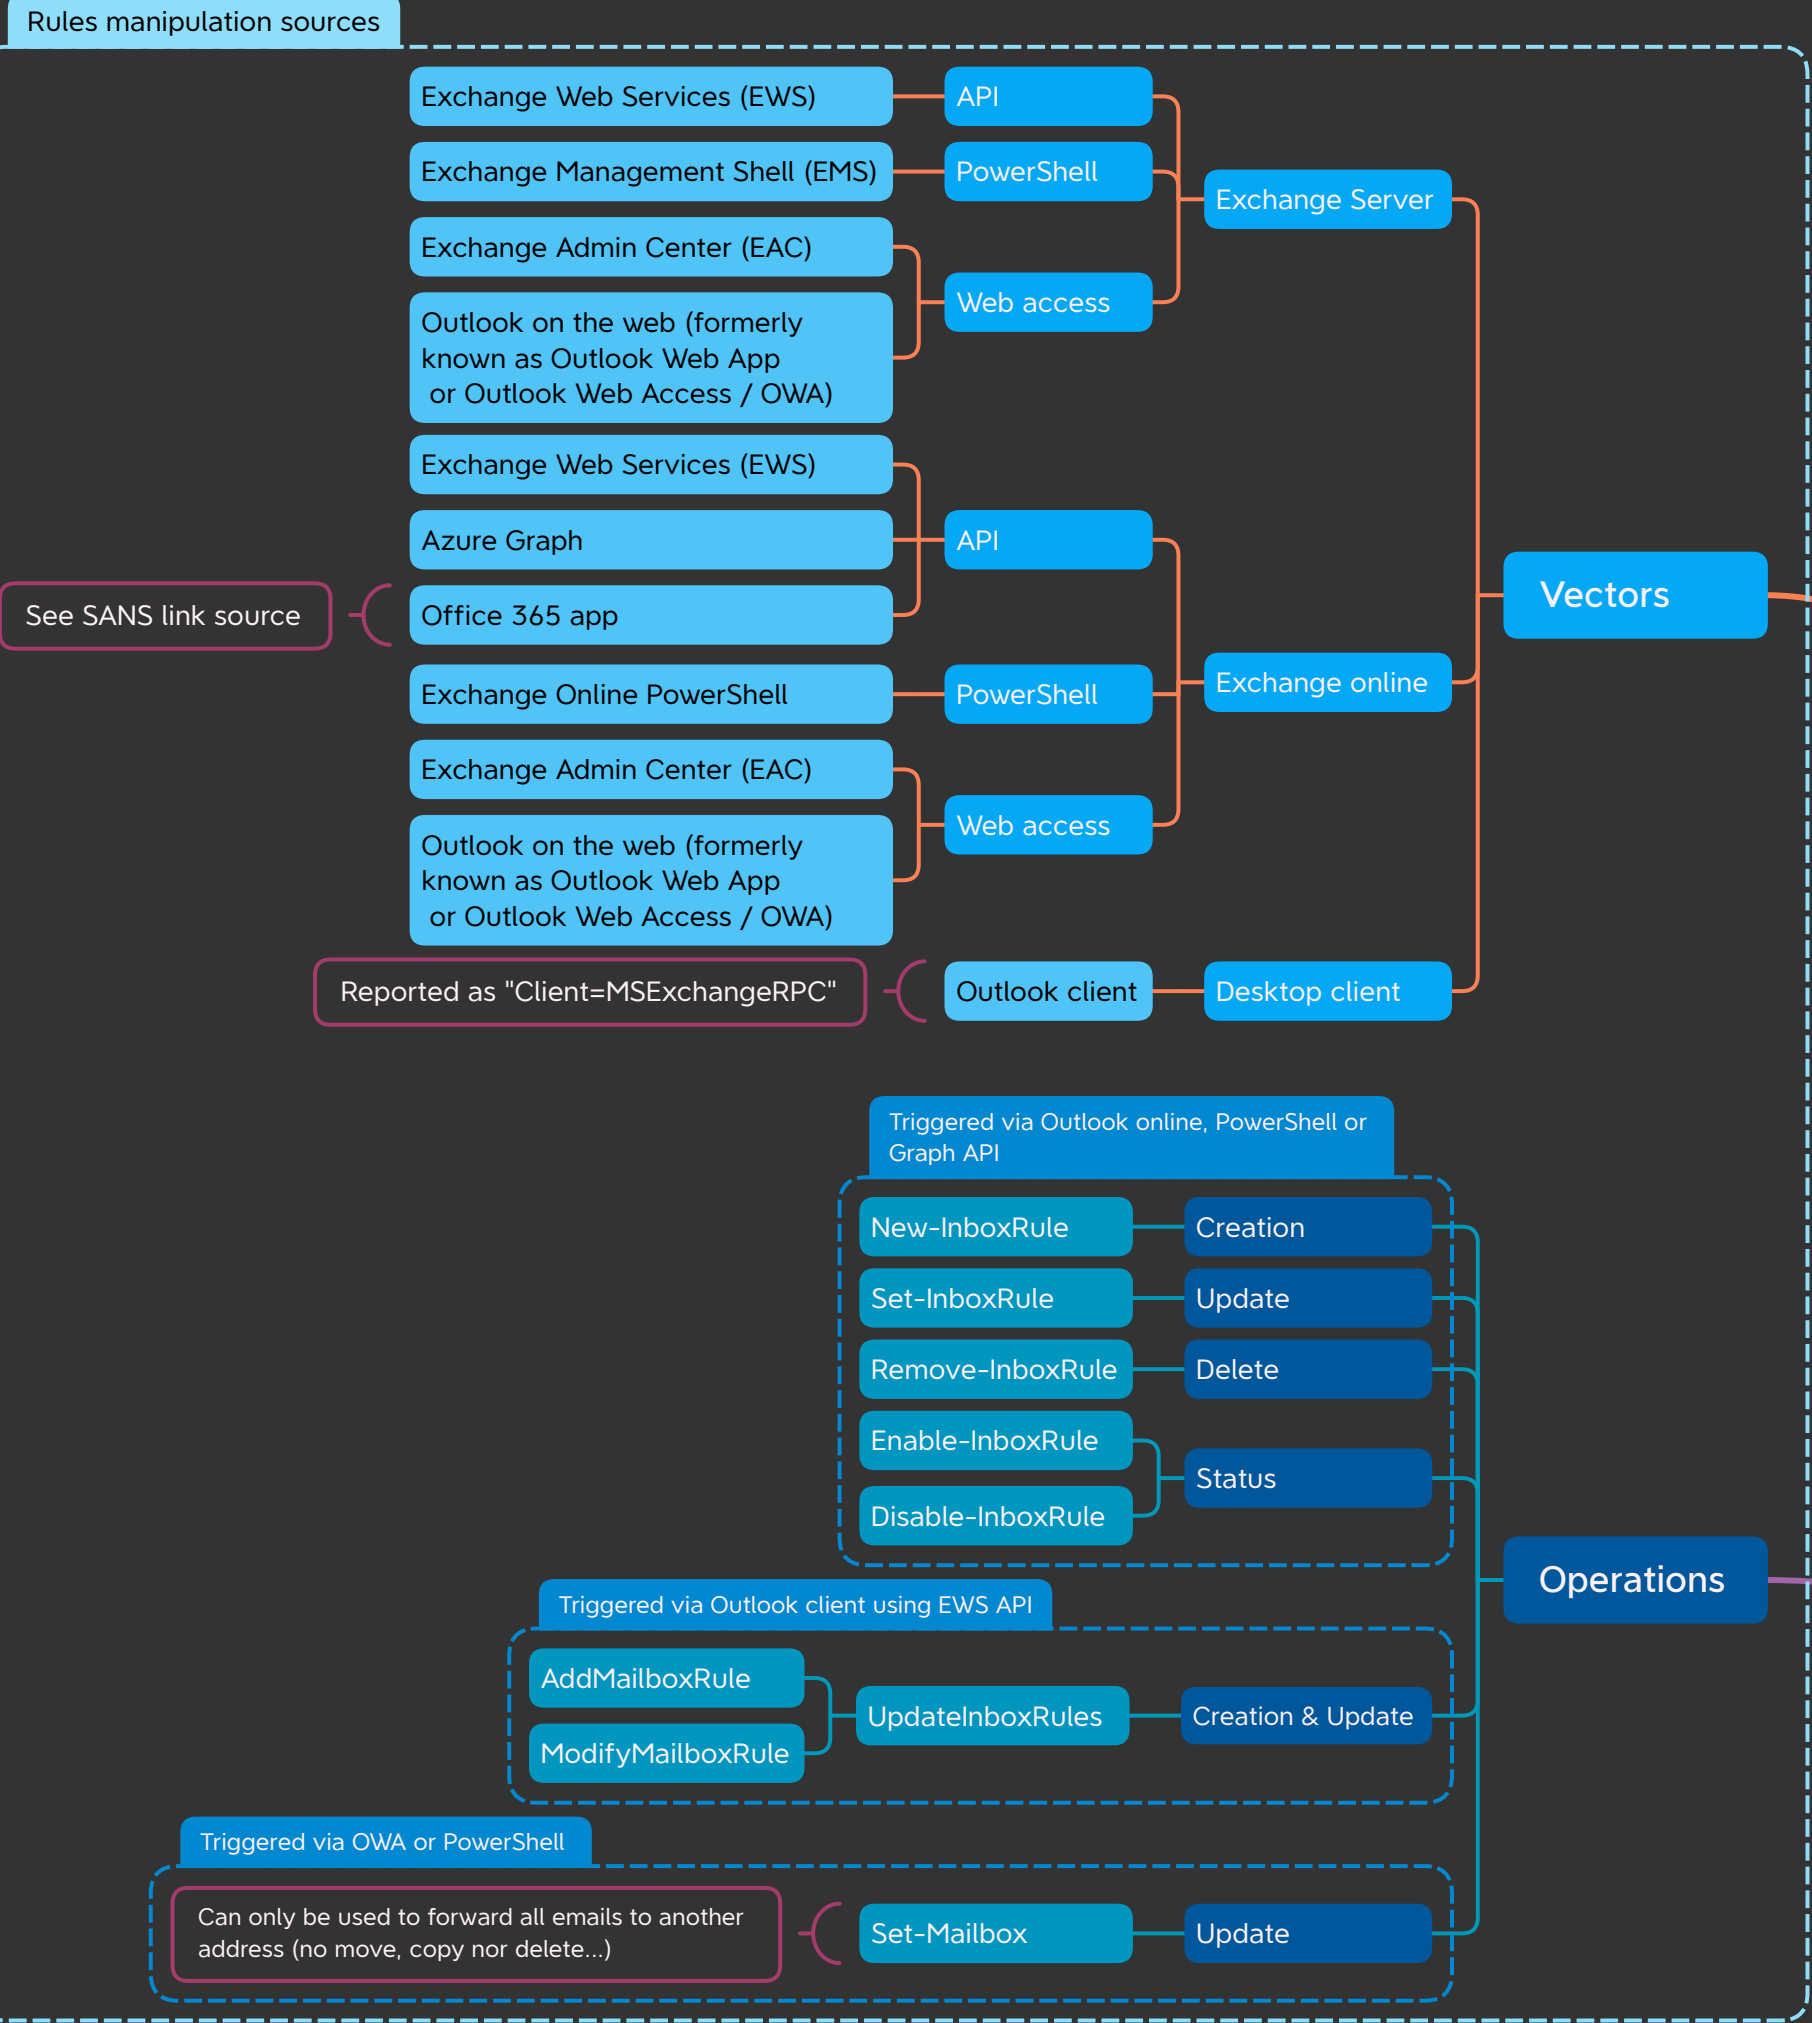 Rules manipulation sources
Exchange Web Services (EWS)
API
Exchange Management Shell (EMS)
PowerShell
Exchange Server
Exchange Admin Center (EAC)
Web access
Outlook on the web (formerly
known as Outlook Web App
or Outlook Web Access / OWA)
Exchange Web Services (EWS)
Azure Graph
API
Vectors
See SANS link source
Office 365 app
Exchange Online PowerShell
PowerShell
Exchange online
Exchange Admin Center (EAC)
Web access
Outlook on the web (formerly
known as Outlook Web App
or Outlook Web Access / OWA)
Reported as "Client=MSExchangeRPC"
Outlook client
Desktop client
Triggered via Outlook online, PowerShell or
Graph API
New-InboxRule
Creation
Set-InboxRule
Update
Remove-InboxRule
Delete
Enable-InboxRule
Status
Disable-InboxRule
Operations
Triggered via Outlook client using EWS API
AddMailboxRule
UpdateInboxRules
Creation & Update
ModifyMailboxRule
Triggered via OWA or PowerShell
Can only be used to forward all emails to another
address (no move, copy nor delete...)
Set-Mailbox
Update